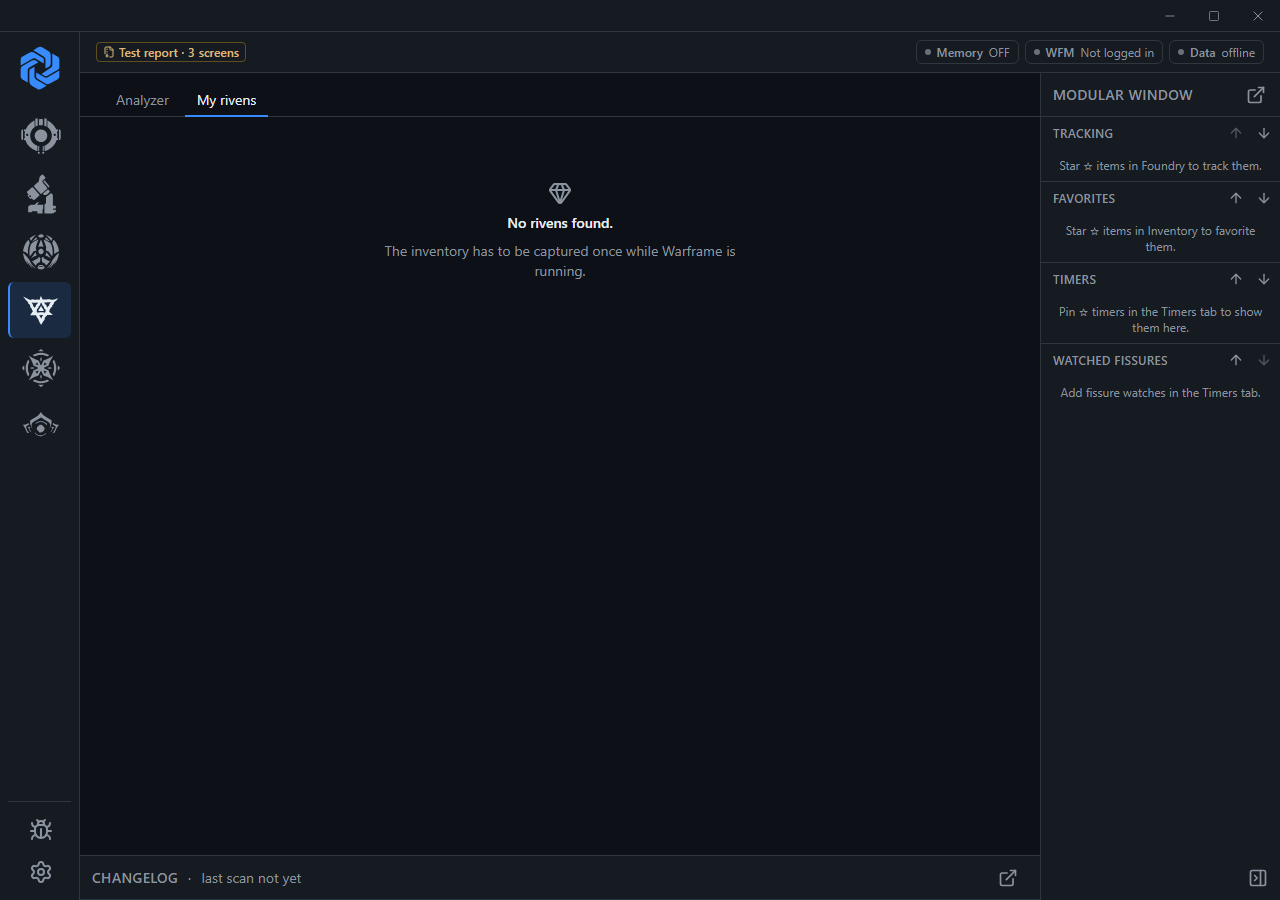 Test report · 3 screens
Memory OFF
WFM Not logged in
Data offline
Analyzer
My rivens
No rivens found.
The inventory has to be captured once while Warframe is
running.
MODULAR WINDOW
TRACKING
Star ☆ items in Foundry to track them.
FAVORITES
Star ☆ items in Inventory to favorite
them.
TIMERS
Pin ☆ timers in the Timers tab to show
them here.
WATCHED FISSURES
Add fissure watches in the Timers tab.
CHANGELOG · last scan not yet